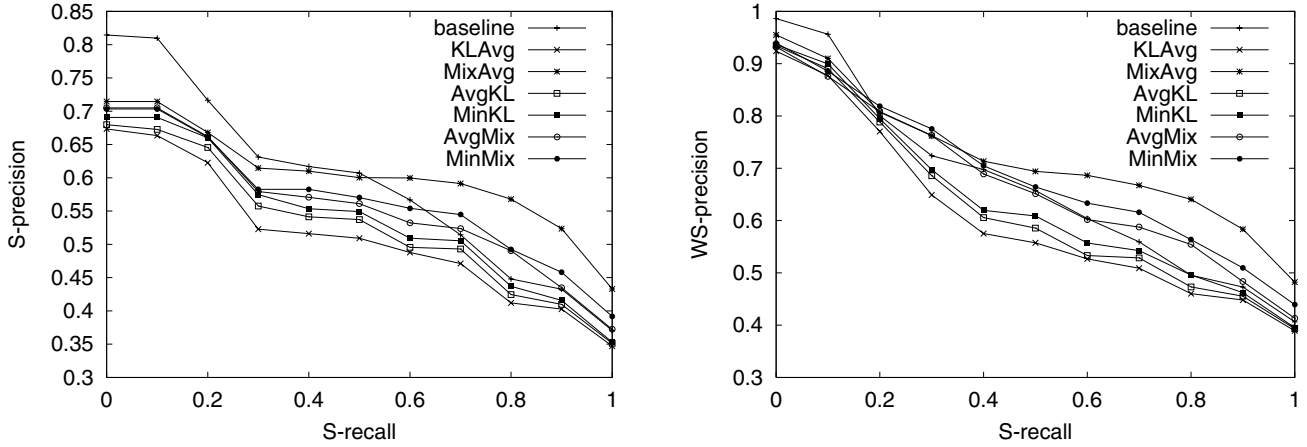 0.85
0.8
0.75
0.7
0.65
0.6
0.55
0.5
0.45
0.4
0.35
0.3
0
0.2
0.4
0.6
0.8
1
S-precision
S-recall
baseline
KLAvg
MixAvg
AvgKL
MinKL
AvgMix
MinMix
1
0.9
0.8
0.7
0.6
0.5
0.4
0.3
0
0.2
0.4
0.6
0.8
1
WS-precision
S-recall
baseline
KLAvg
MixAvg
AvgKL
MinKL
AvgMix
MinMix